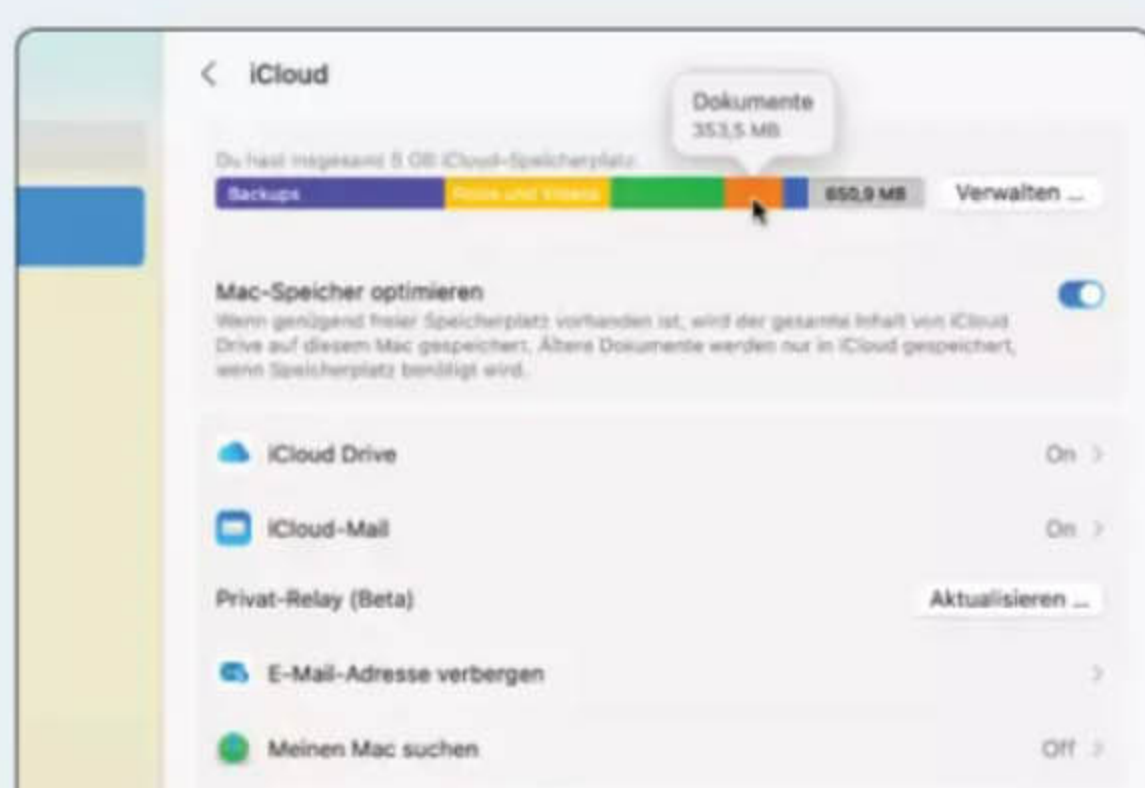 iCloud
Dokumente
353,5 MB
Du hast insgesamt 5 GB iCloud-Speicherplatz
Backups Fotos und Videos 650,9 MB Verwalten ...
Mac-Speicher optimieren
Wenn genügend freier Speicherplatz vorhanden ist, wird der gesamte Inhalt von iCloud
Drive auf diesem Mac gespeichert. Ältere Dokumente werden nur in iCloud gespeichert,
wenn Speicherplatz benötigt wird.
iCloud Drive On
iCloud-Mail On
Privat-Relay (Beta) Aktualisieren ...
E-Mail-Adresse verbergen
Meinen Mac suchen Off